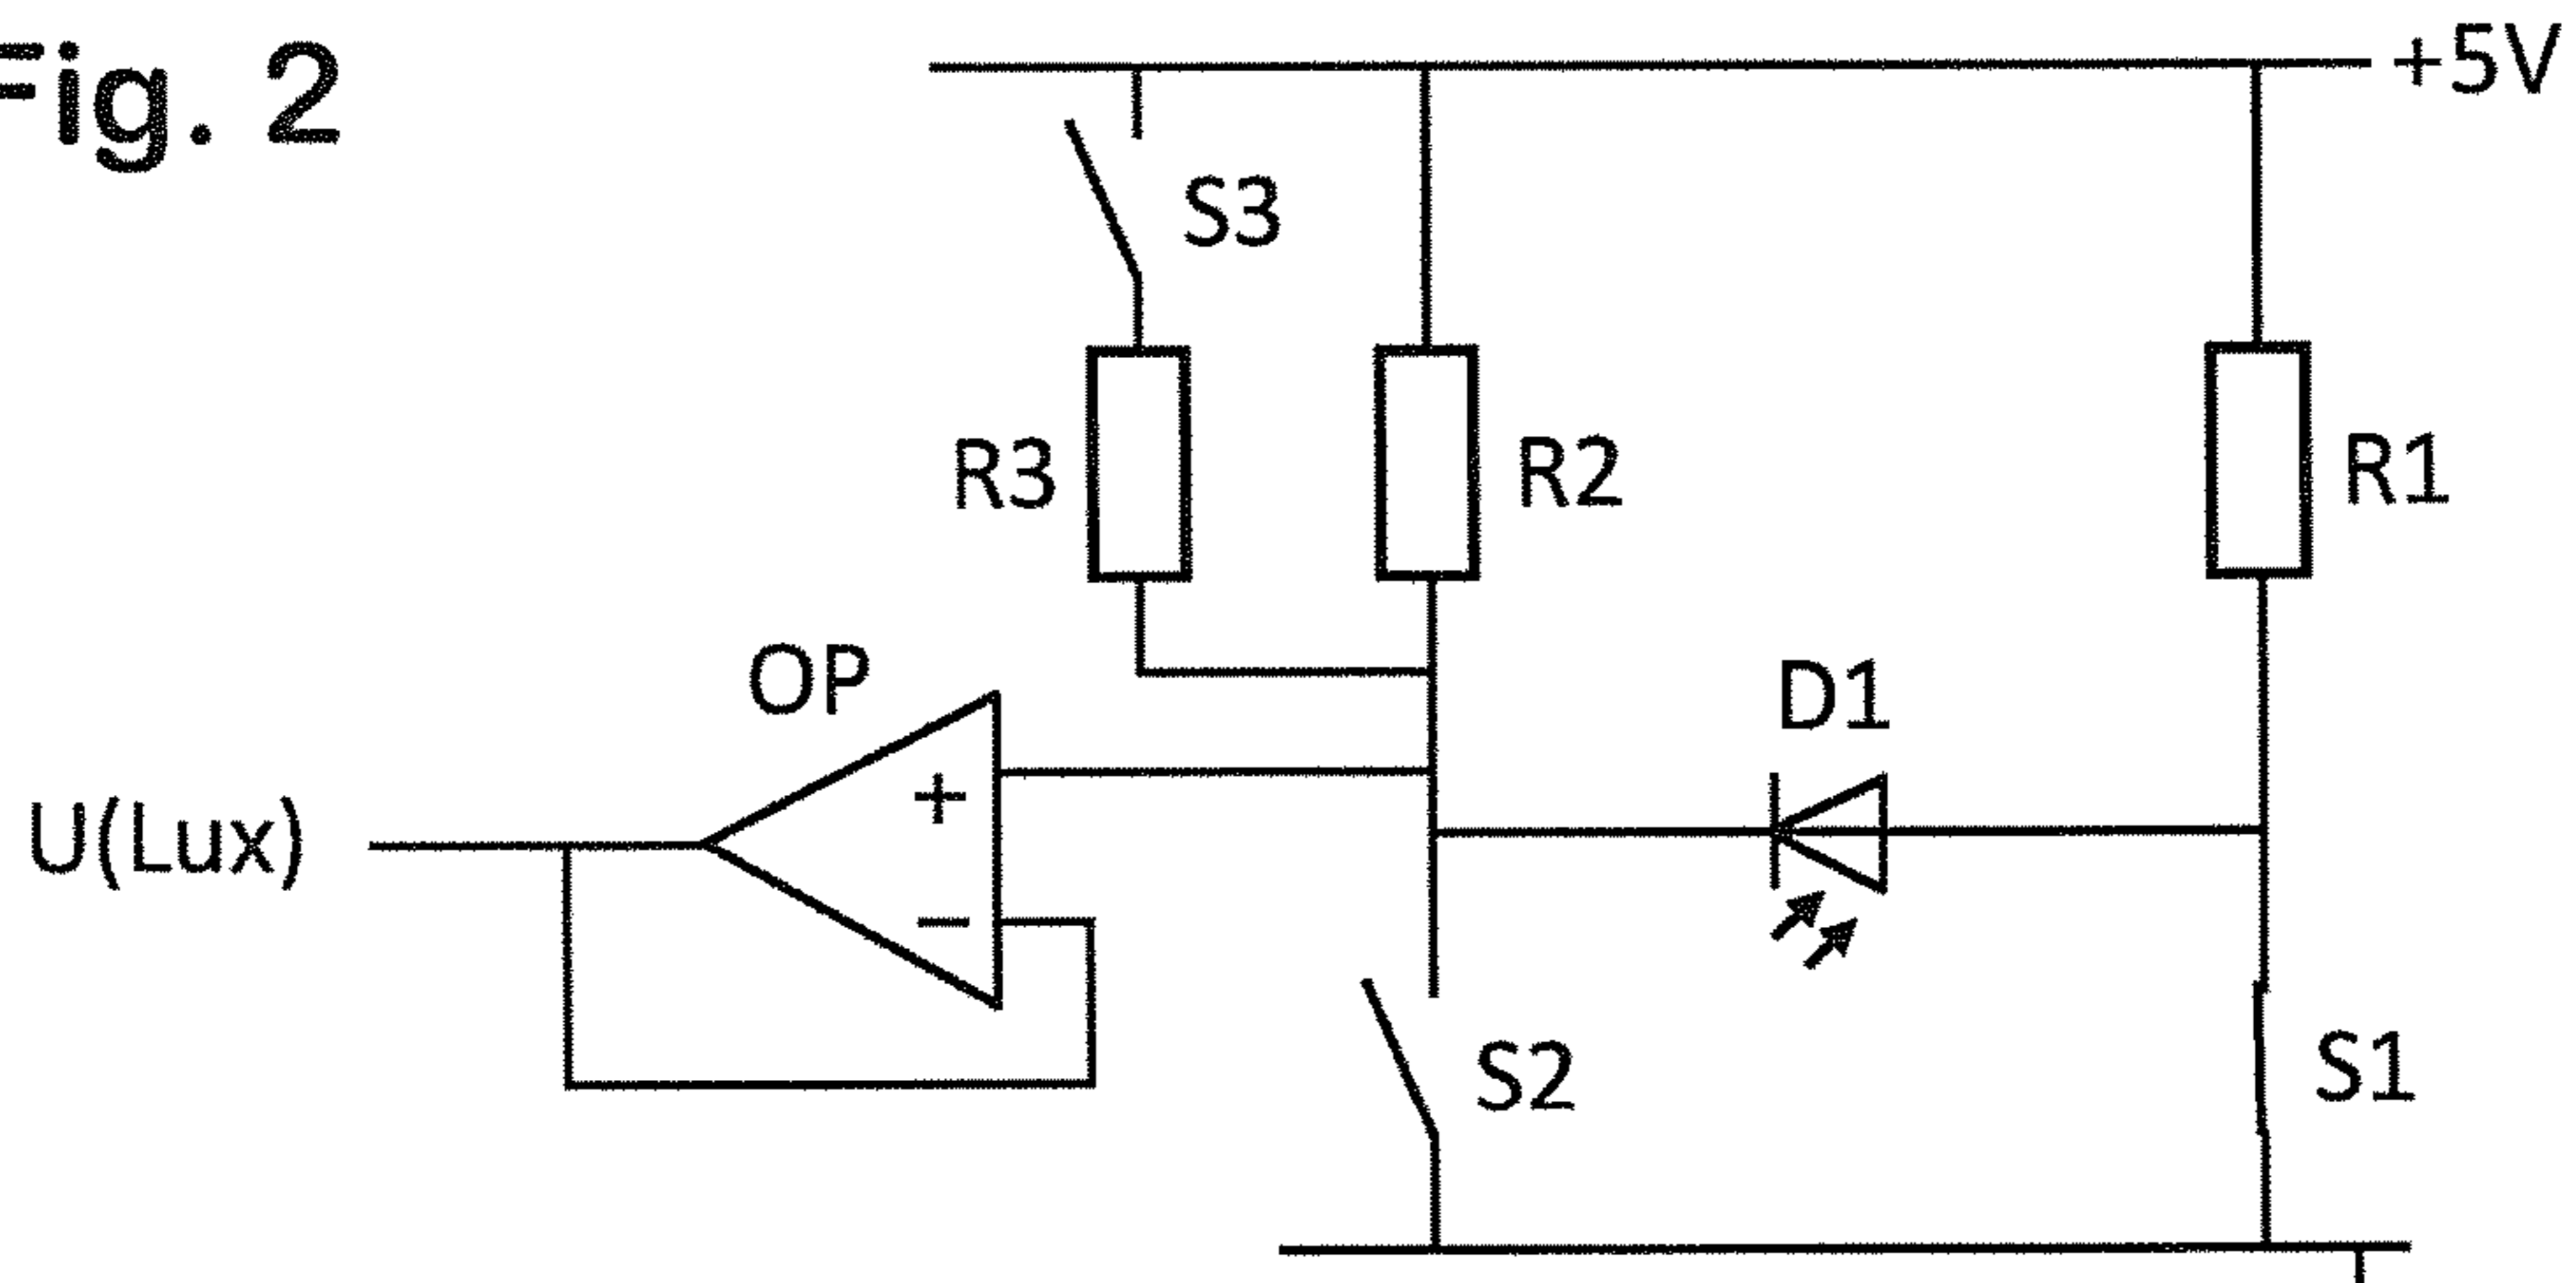 Fig. 2
+5V
S3
R3
R2
R1
OP
D1
+
U(Lux)
−
S2
S1